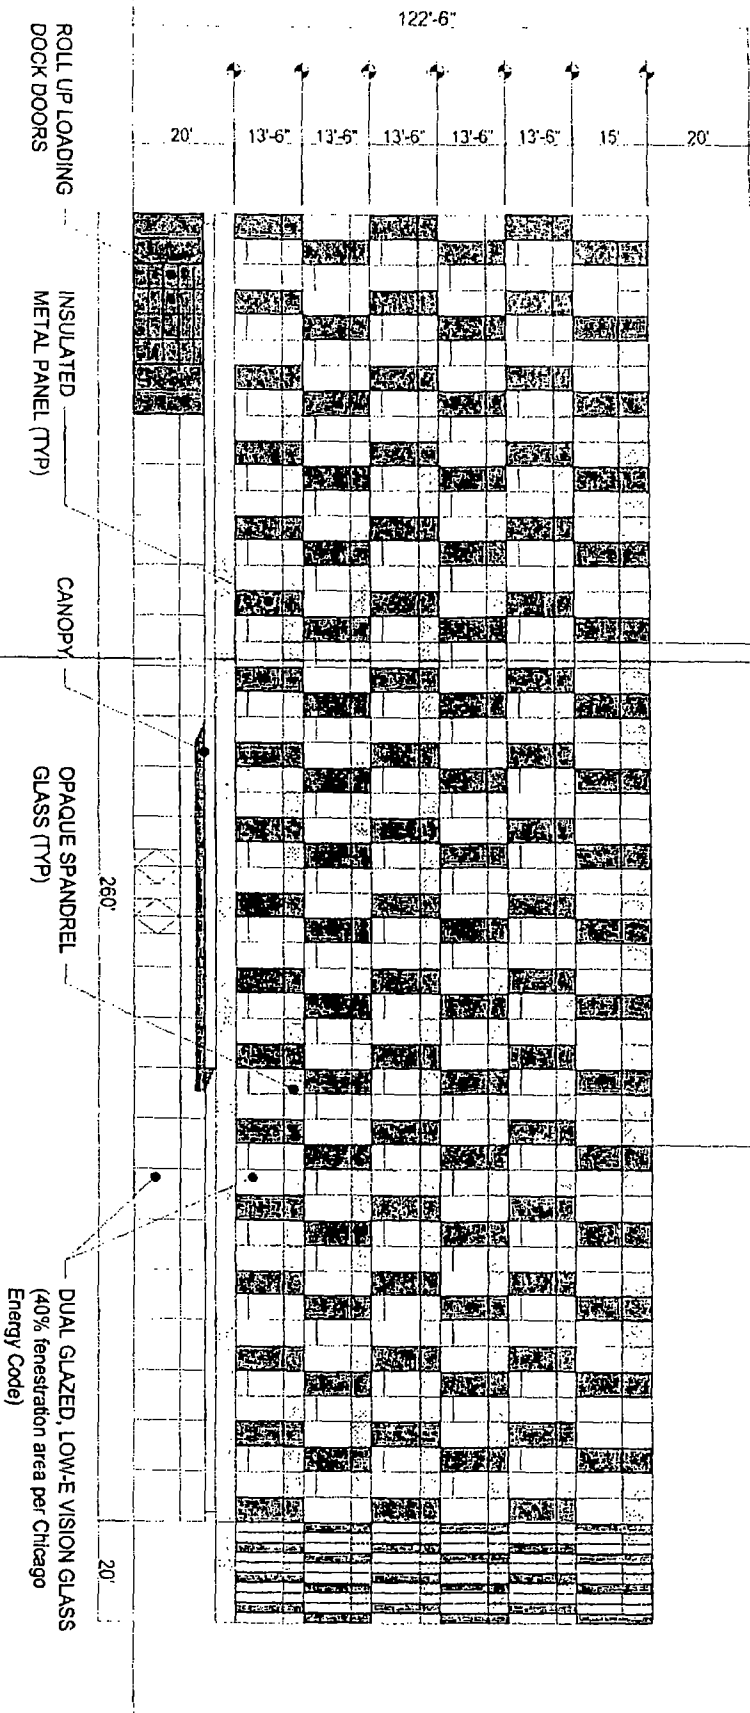 122'-6"
20'
13'-6"
13'-6"
13'-6"
13'-6"
13'-6"
15'
20'
ROLL UP LOADING
DOCK DOORS
INSULATED
METAL PANEL (TYP)
CANOPY
OPAQUE SPANDREL
GLASS (TYP)
DUAL GLAZED, LOW-E VISION GLASS
(40% fenestration area per Chicago
Energy Code)
260'
20'